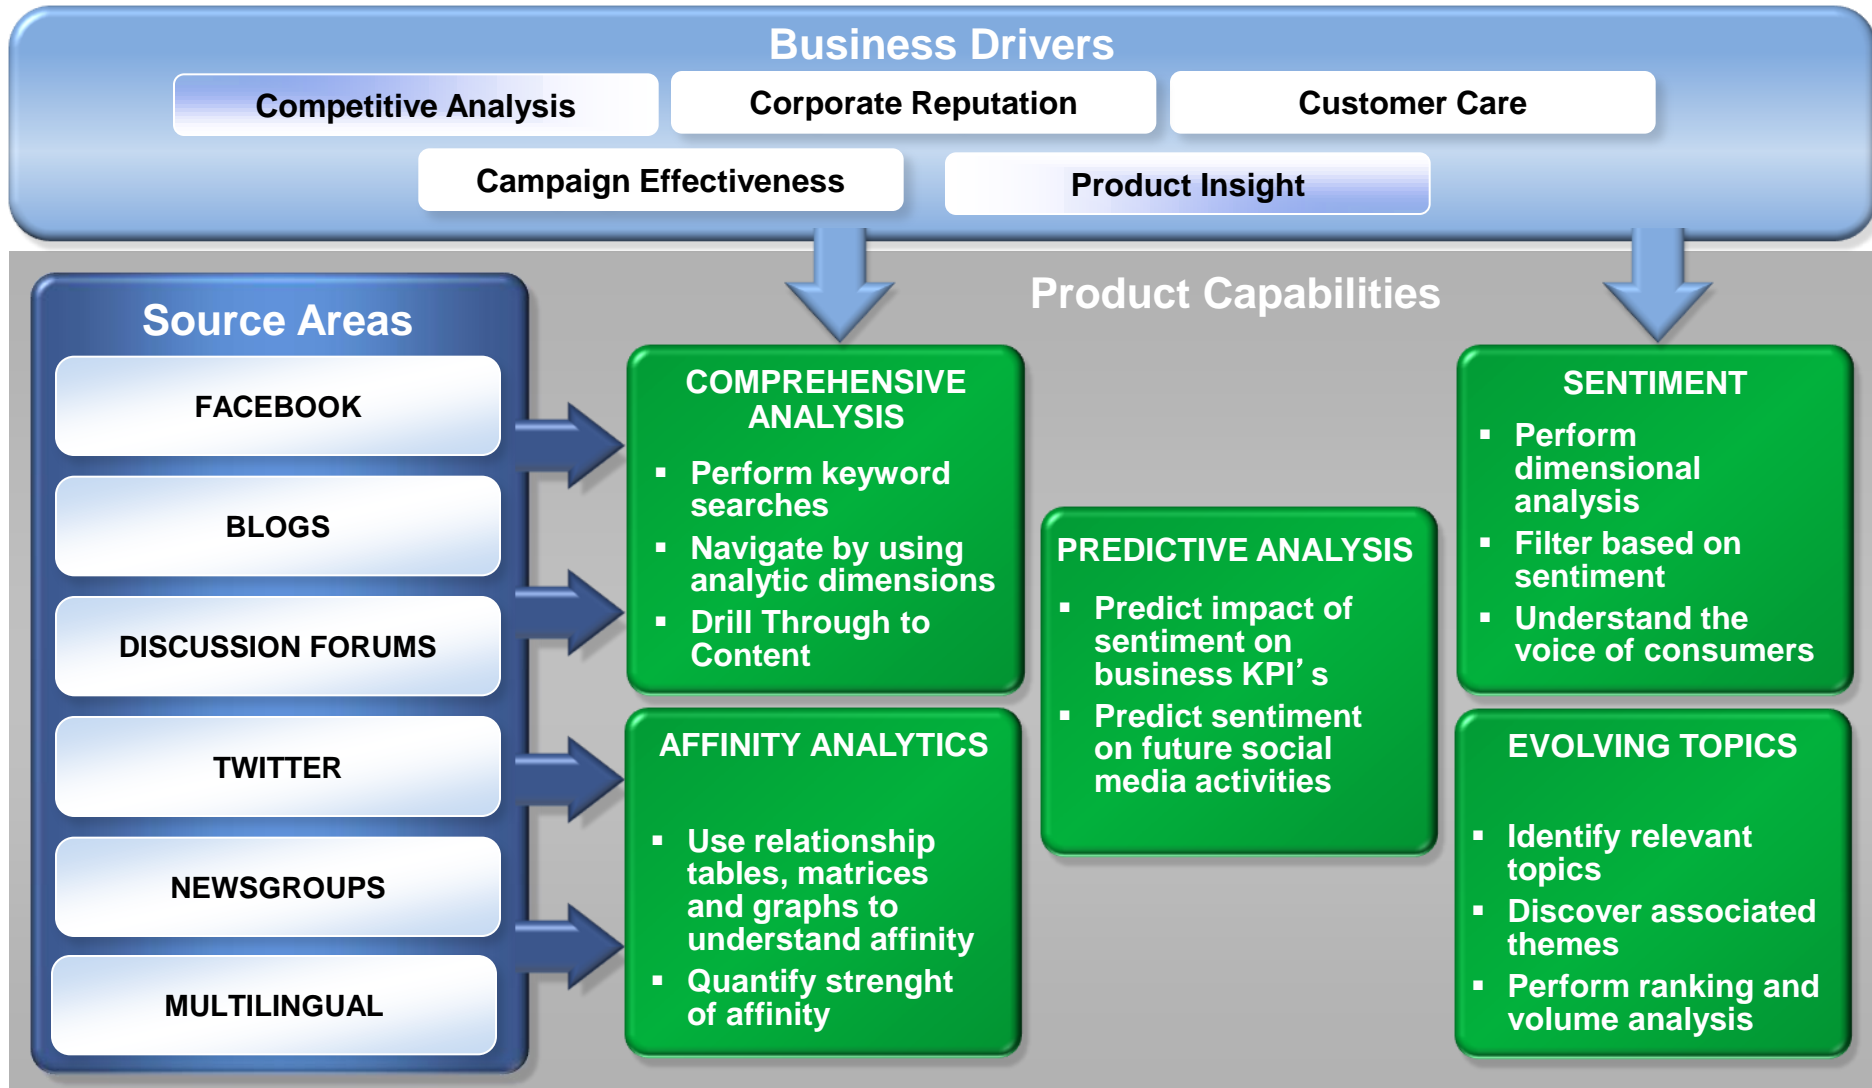 Business Drivers
Competitive Analysis
Corporate Reputation
Customer Care
Campaign Effectiveness
Product Insight
Product Capabilities
Source Areas
FACEBOOK
BLOGS
DISCUSSION FORUMS
TWITTER
NEWSGROUPS
MULTILINGUAL
COMPREHENSIVE
ANALYSIS
▪ Perform keyword
searches
▪ Navigate by using
analytic dimensions
▪ Drill Through to
Content
AFFINITY ANALYTICS
▪ Use relationship
tables, matrices
and graphs to
understand affinity
▪ Quantify strenght
of affinity
PREDICTIVE ANALYSIS
▪ Predict impact of
sentiment on
business KPI’s
▪ Predict sentiment
on future social
media activities
SENTIMENT
▪ Perform
dimensional
analysis
▪ Filter based on
sentiment
▪ Understand the
voice of consumers
EVOLVING TOPICS
▪ Identify relevant
topics
▪ Discover associated
themes
▪ Perform ranking and
volume analysis